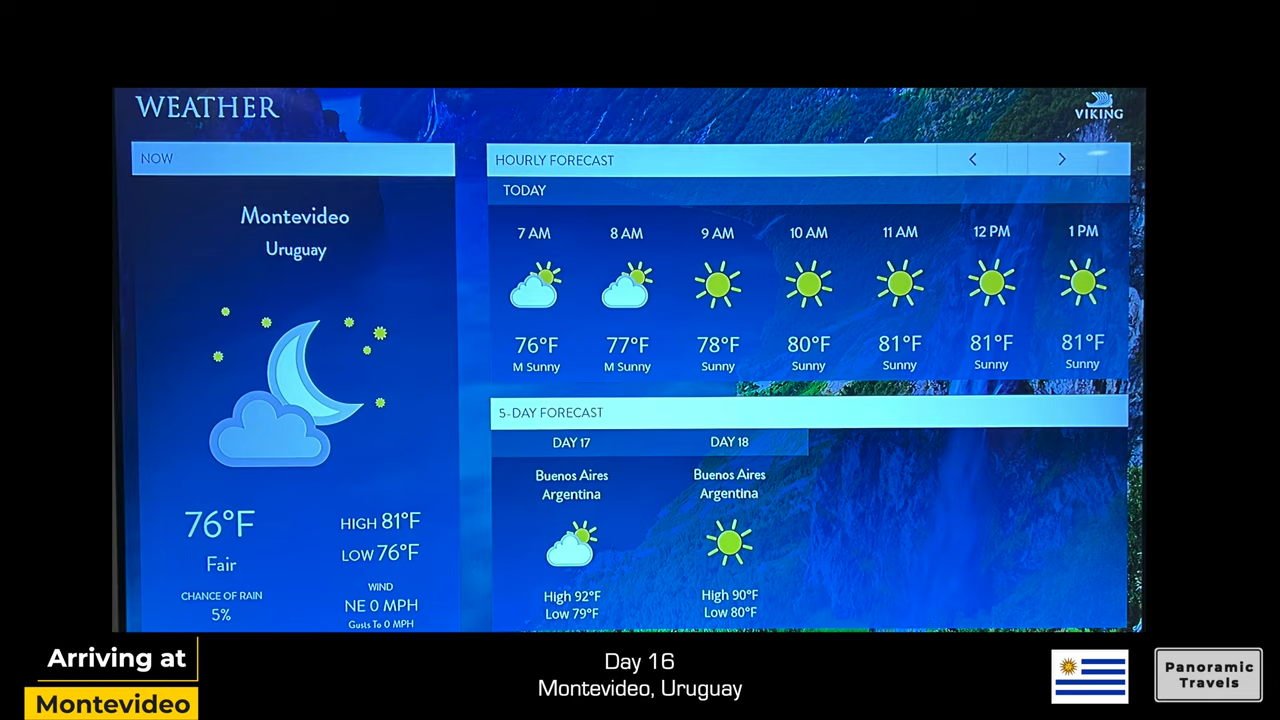 WEATHER
VIKING
NOW
Montevideo
Uruguay
76°F
Fair
CHANCE OF RAIN
5%
HIGH 81°F
LOW 76°F
WIND
NE 0 MPH
Gusts To 0 MPH
HOURLY FORECAST
TODAY
7 AM 8 AM 9 AM 10 AM 11 AM 12 PM 1 PM
76°F 77°F 78°F 80°F 81°F 81°F 81°F
M Sunny M Sunny Sunny Sunny Sunny Sunny Sunny
5-DAY FORECAST
DAY 17 DAY 18
Buenos Aires Buenos Aires
Argentina Argentina
High 92°F High 90°F
Low 79°F Low 80°F
Arriving at
Montevideo
Day 16
Montevideo, Uruguay
Panoramic
Travels